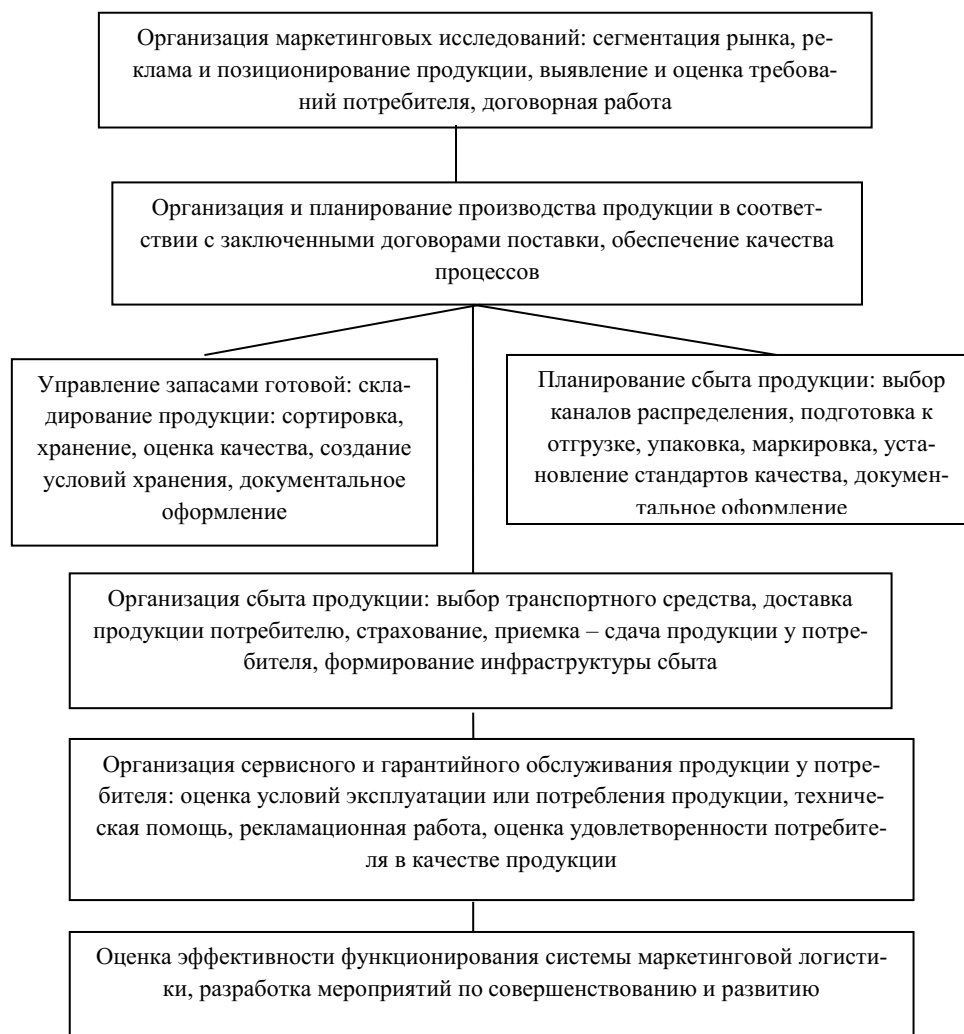 Организация маркетинговых исследований: сегментация рынка, ре-
клама и позиционирование продукции, выявление и оценка требова-
ний потребителя, договорная работа
Организация и планирование производства продукции в соответ-
ствии с заключенными договорами поставки, обеспечение качества
процессов
Управление запасами готовой: скла-
дирование продукции: сортировка,
хранение, оценка качества, создание
условий хранения, документальное
оформление
Планирование сбыта продукции: выбор
каналов распределения, подготовка к
отгрузке, упаковка, маркировка, уста-
новление стандартов качества, докумен-
тальное оформление
Организация сбыта продукции: выбор транспортного средства, доставка
продукции потребителю, страхование, приемка – сдача продукции у потре-
бителя, формирование инфраструктуры сбыта
Организация сервисного и гарантийного обслуживания продукции у потре-
бителя: оценка условий эксплуатации или потребления продукции, техниче-
ская помощь, рекламационная работа, оценка удовлетворенности потребите-
ля в качестве продукции
Оценка эффективности функционирования системы маркетинговой логисти-
ки, разработка мероприятий по совершенствованию и развитию